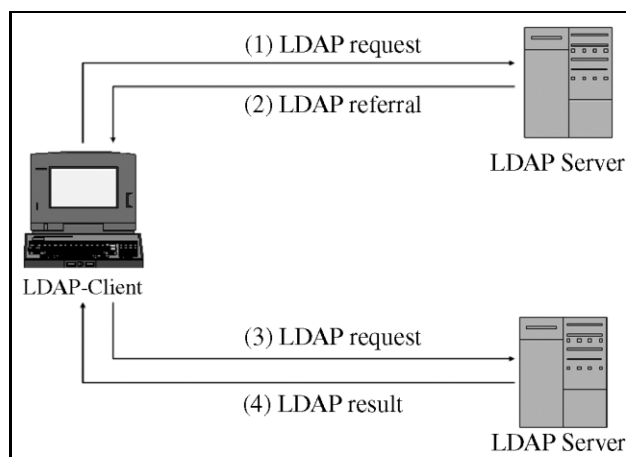 (1) LDAP request
(2) LDAP referral
LDAP Server
LDAP-Client
(3) LDAP request
(4) LDAP result
LDAP Server